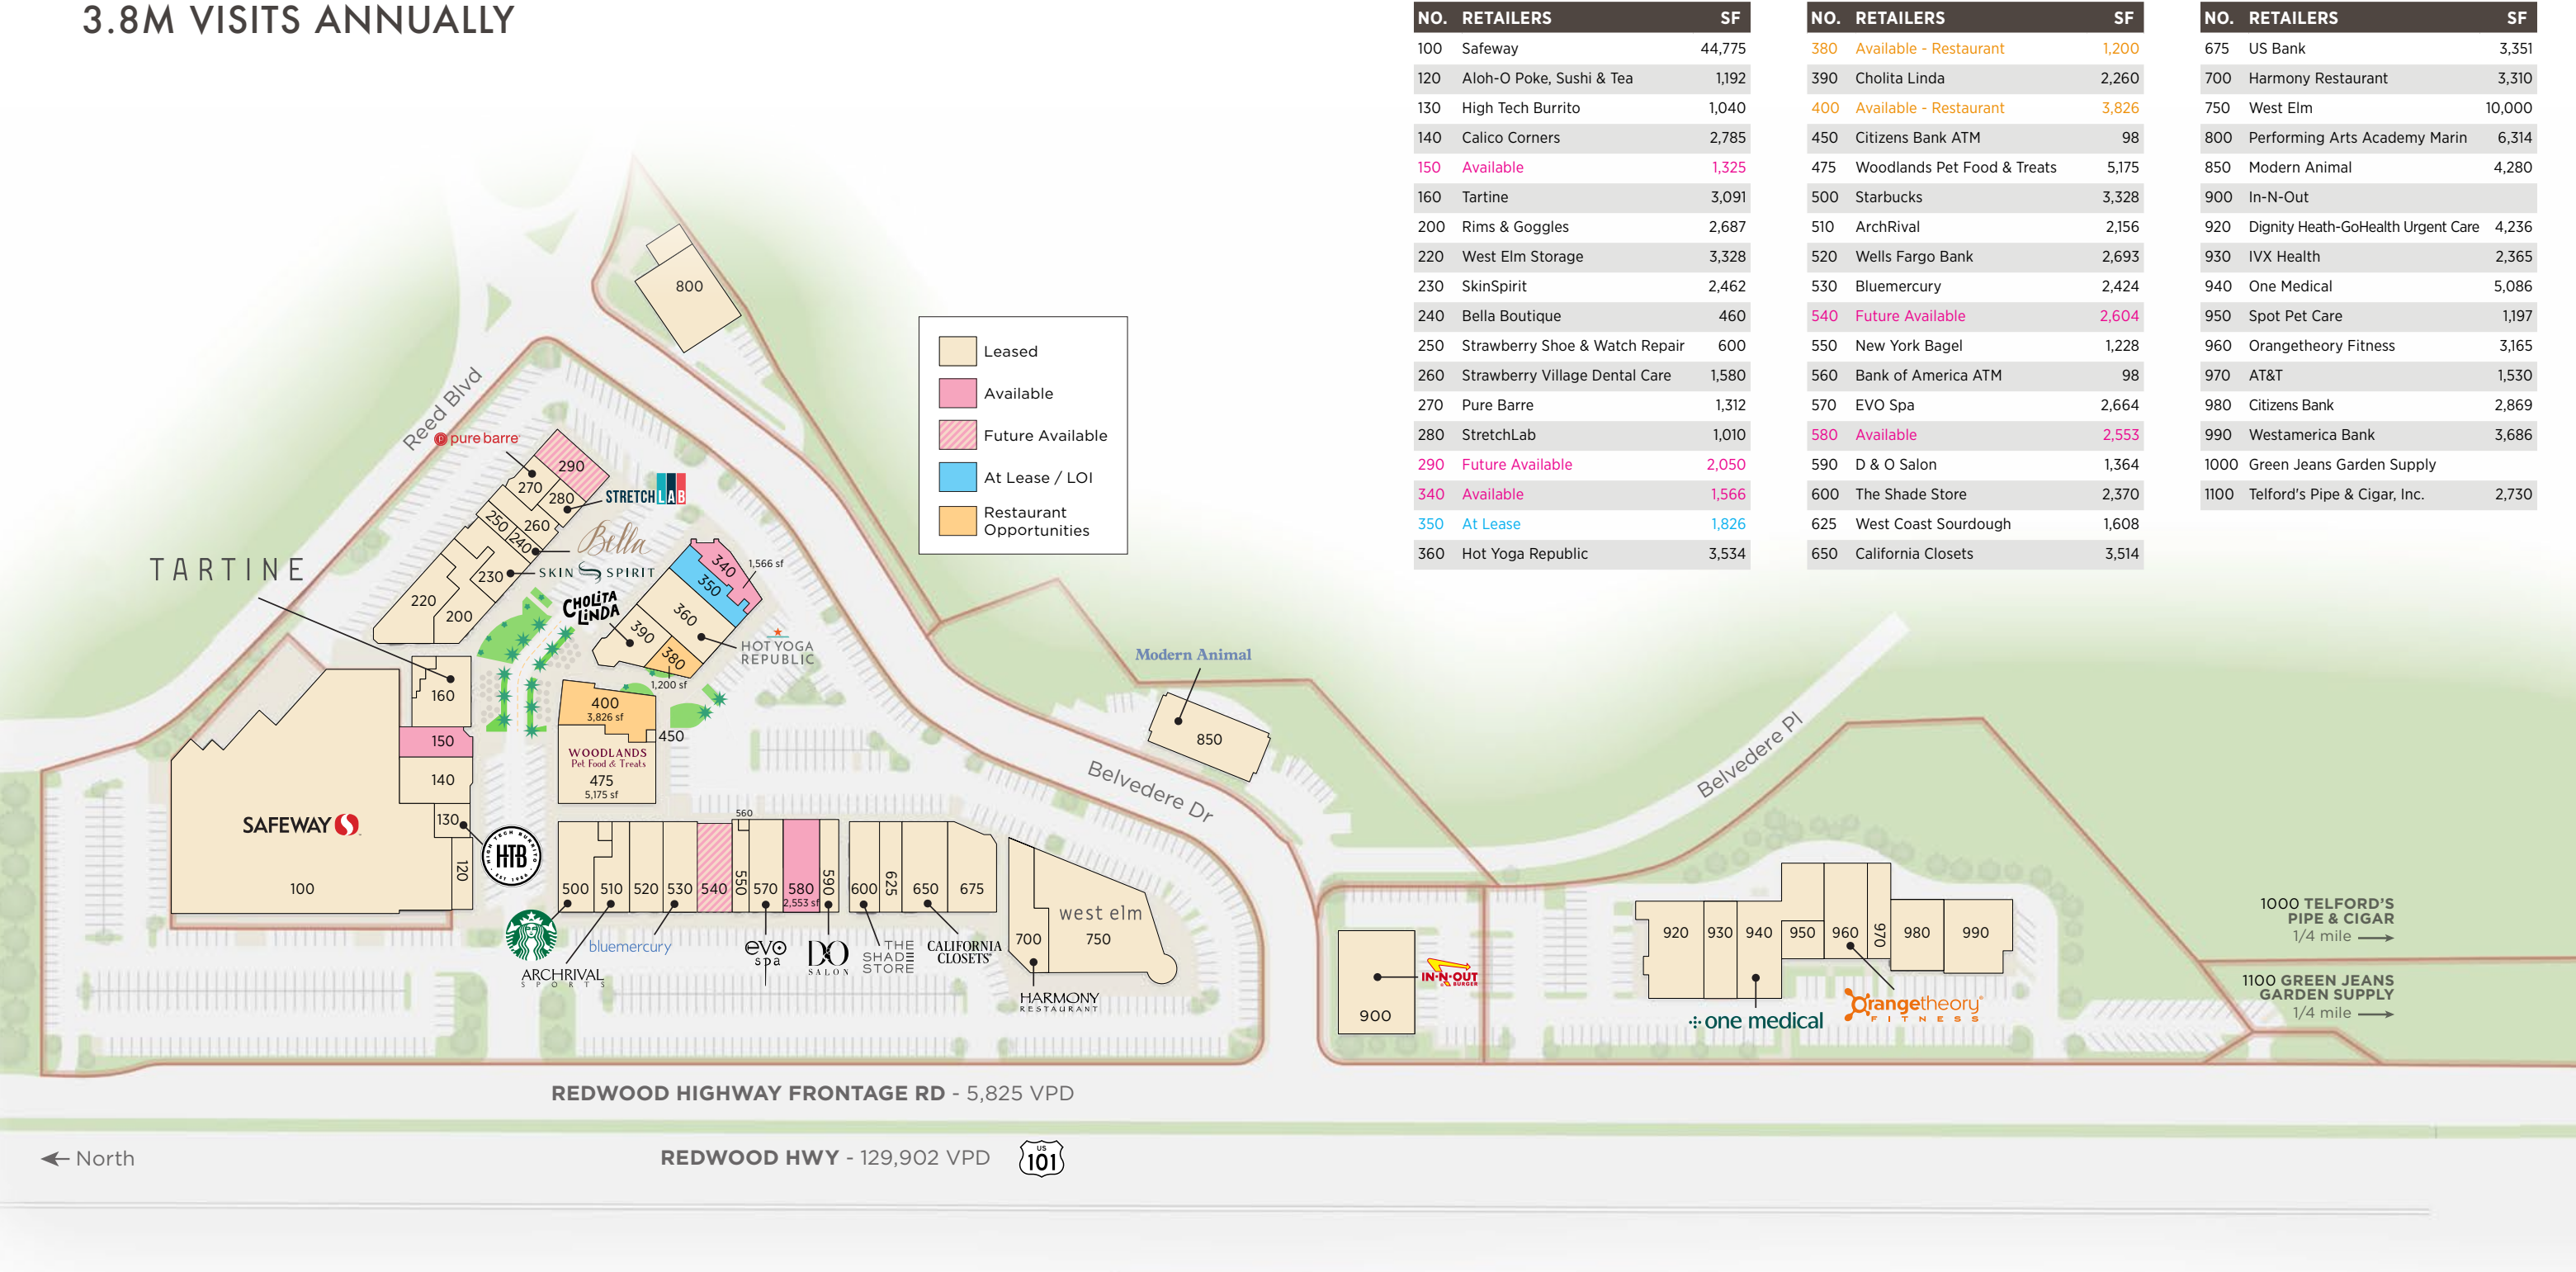 3.8M VISITS ANNUALLY
NO. RETAILERS SF
100 Safeway 44,775
120 Aloh-O Poke, Sushi & Tea 1,192
130 High Tech Burrito 1,040
140 Calico Corners 2,785
150 Available 1,325
160 Tartine 3,091
200 Rims & Goggles 2,687
220 West Elm Storage 3,328
230 SkinSpirit 2,462
240 Bella Boutique 460
250 Strawberry Shoe & Watch Repair 600
260 Strawberry Village Dental Care 1,580
270 Pure Barre 1,312
280 StretchLab 1,010
290 Future Available 2,050
340 Available 1,566
350 At Lease 1,826
360 Hot Yoga Republic 3,534
NO. RETAILERS SF
380 Available - Restaurant 1,200
390 Cholita Linda 2,260
400 Available - Restaurant 3,826
450 Citizens Bank ATM 98
475 Woodlands Pet Food & Treats 5,175
500 Starbucks 3,328
510 ArchRival 2,156
520 Wells Fargo Bank 2,693
530 Bluemercury 2,424
540 Future Available 2,604
550 New York Bagel 1,228
560 Bank of America ATM 98
570 EVO Spa 2,664
580 Available 2,553
590 D & O Salon 1,364
600 The Shade Store 2,370
625 West Coast Sourdough 1,608
650 California Closets 3,514
NO. RETAILERS SF
675 US Bank 3,351
700 Harmony Restaurant 3,310
750 West Elm 10,000
800 Performing Arts Academy Marin 6,314
850 Modern Animal 4,280
900 In-N-Out
920 Dignity Heath-GoHealth Urgent Care 4,236
930 IVX Health 2,365
940 One Medical 5,086
950 Spot Pet Care 1,197
960 Orangetheory Fitness 3,165
970 AT&T 1,530
980 Citizens Bank 2,869
990 Westamerica Bank 3,686
1000 Green Jeans Garden Supply
1100 Telford's Pipe & Cigar, Inc. 2,730
Leased
Available
Future Available
At Lease / LOI
Restaurant
Opportunities
800
Reed Blvd
pure barre
290
270
280
STRETCH LAB
250
260
240
Bella
230
SKIN SPIRIT
220
200
TARTINE
CHOLITA
LINDA
340
1,566 sf
350
360
390
380
1,200 sf
HOT YOGA
REPUBLIC
160
150
140
130
120
SAFEWAY
100
HIGH TECH BURRITO
HTB
EST 1986
400
3,826 sf
450
WOODLANDS
Pet Food & Treats
475
5,175 sf
560
500
510
520
530
540
550
570
580
2,553 sf
590
600
625
650
675
ARCHRIVAL
SPORTS
bluemercury
evo
spa
DO
SALON
THE
SHADE
STORE
CALIFORNIA
CLOSETS
700
west elm
750
HARMONY
RESTAURANT
Modern Animal
850
Belvedere Dr
Belvedere Pl
900
IN-N-OUT
BURGER
920
930
940
950
960
970
980
990
one medical
Orangetheory
FITNESS
1000 TELFORD'S
PIPE & CIGAR
1/4 mile
1100 GREEN JEANS
GARDEN SUPPLY
1/4 mile
REDWOOD HIGHWAY FRONTAGE RD - 5,825 VPD
North
REDWOOD HWY - 129,902 VPD
US
101